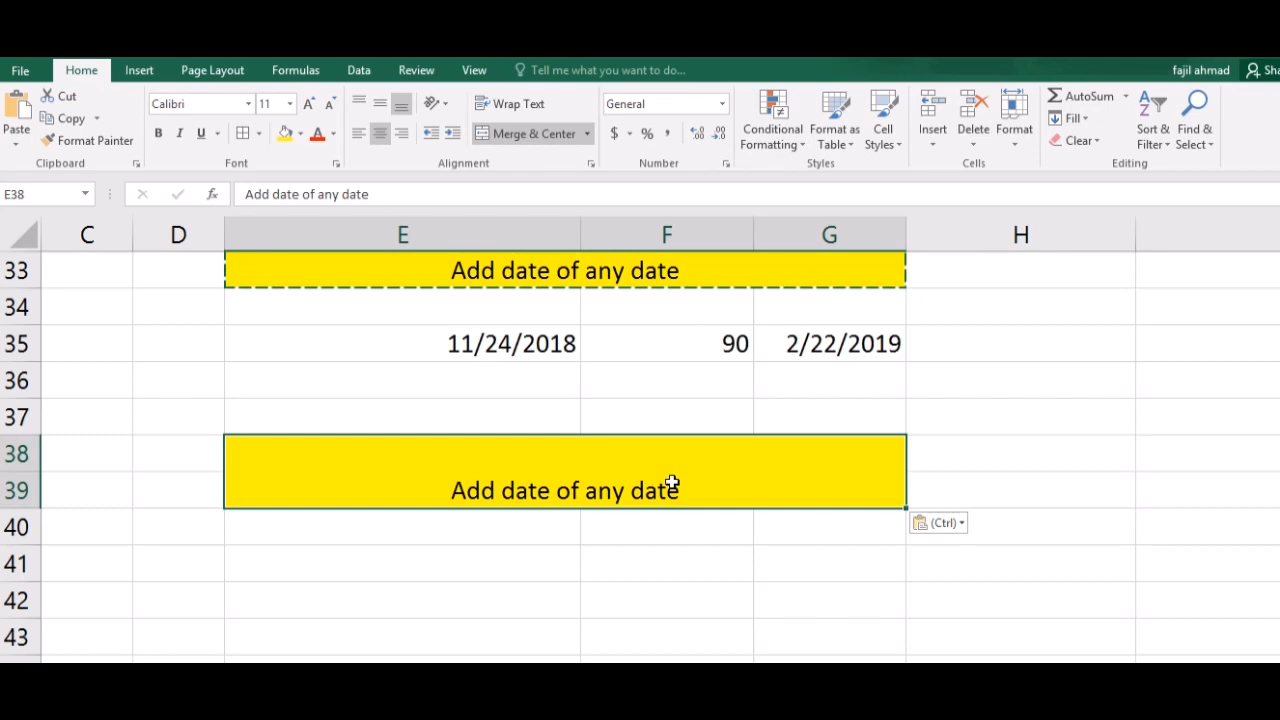 File Home Insert Page Layout Formulas Data Review View Tell me what you want to do... fajil ahmad Sha
Paste Cut Copy Format Painter Clipboard
Calibri 11 A A B I U A Font
Wrap Text Merge & Center Alignment
General $ % , Number
Conditional Formatting Format as Table Cell Styles Styles
Insert Delete Format Cells
AutoSum Fill Clear Sort & Filter Find & Select Editing
E38 fx Add date of any date
C D E F G H
33 Add date of any date
34
35 11/24/2018 90 2/22/2019
36
37
38
39 Add date of any date
40 (Ctrl)
41
42
43